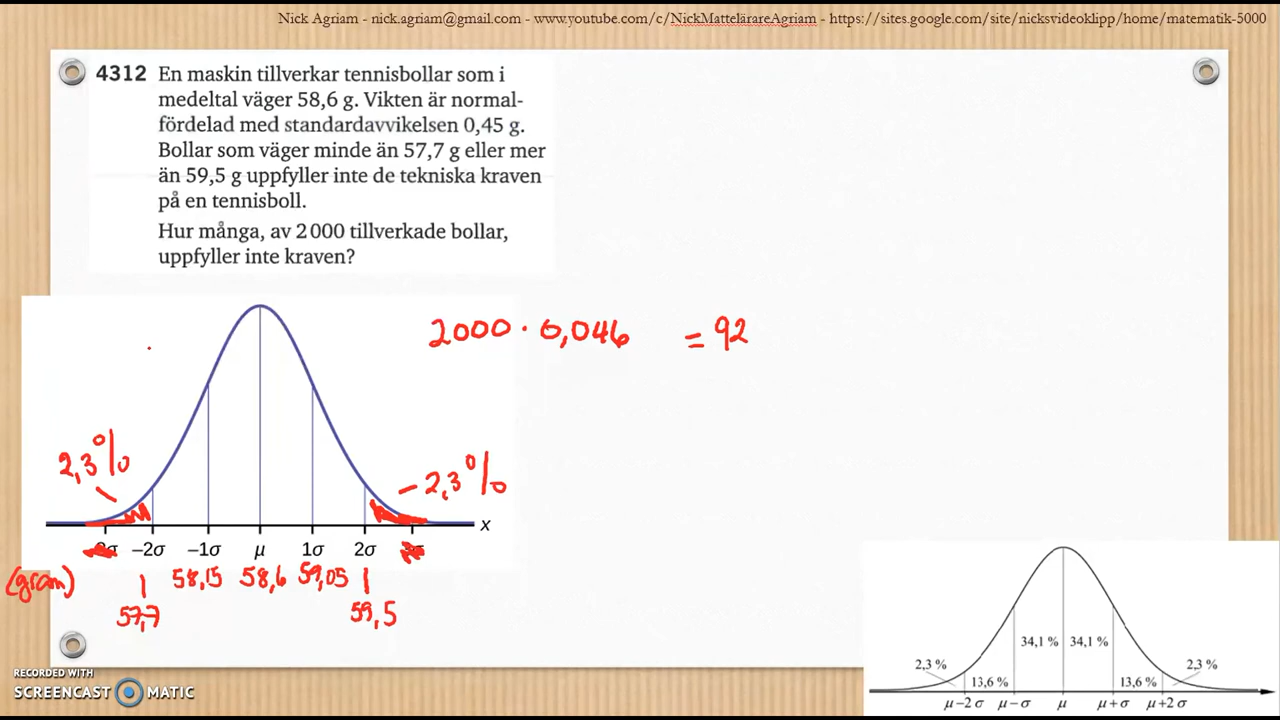 Nick Agriam - nick.agriam@gmail.com - www.youtube.com/c/NickMattelärareAgriam - https://sites.google.com/site/nicksvideoklipp/home/matematik-5000
4312 En maskin tillverkar tennisbollar som i
medeltal väger 58,6 g. Vikten är normal-
fördelad med standardavvikelsen 0,45 g.
Bollar som väger minde än 57,7 g eller mer
än 59,5 g uppfyller inte de tekniska kraven
på en tennisboll.
Hur många, av 2 000 tillverkade bollar,
uppfyller inte kraven?
2000 · 0,046 = 92
2,3 %
2,3 %
x
−2σ −1σ μ 1σ 2σ
(gram) 58,15 58,6 59,05
57,7 59,5
34,1 % 34,1 %
2,3 % 2,3 %
13,6 % 13,6 %
μ−2 σ μ−σ μ μ+σ μ+2 σ
RECORDED WITH
SCREENCAST MATIC